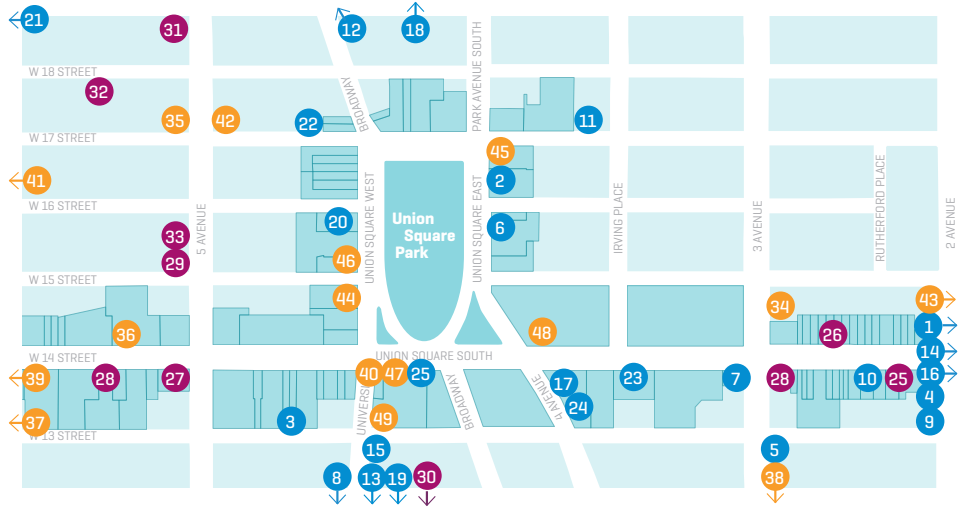 21
31
12
18
W 18 STREET
32
35
42
22
BROADWAY
PARK AVENUE SOUTH
11
W 17 STREET
45
41
2
W 16 STREET
UNION SQUARE WEST
UNION SQUARE EAST
IRVING PLACE
3 AVENUE
RUTHERFORD PLACE
2 AVENUE
5 AVENUE
33
29
20
46
Union
Square
Park
6
W 15 STREET
44
36
48
34
43
26
1
14
W 14 STREET
UNION SQUARE SOUTH
39
28
27
40
47
25
17
23
7
28
10
25
16
37
3
UNIVERSI
49
BROADWAY
4 AVENUE
24
4
9
W 13 STREET
15
5
8
13
19
30
38